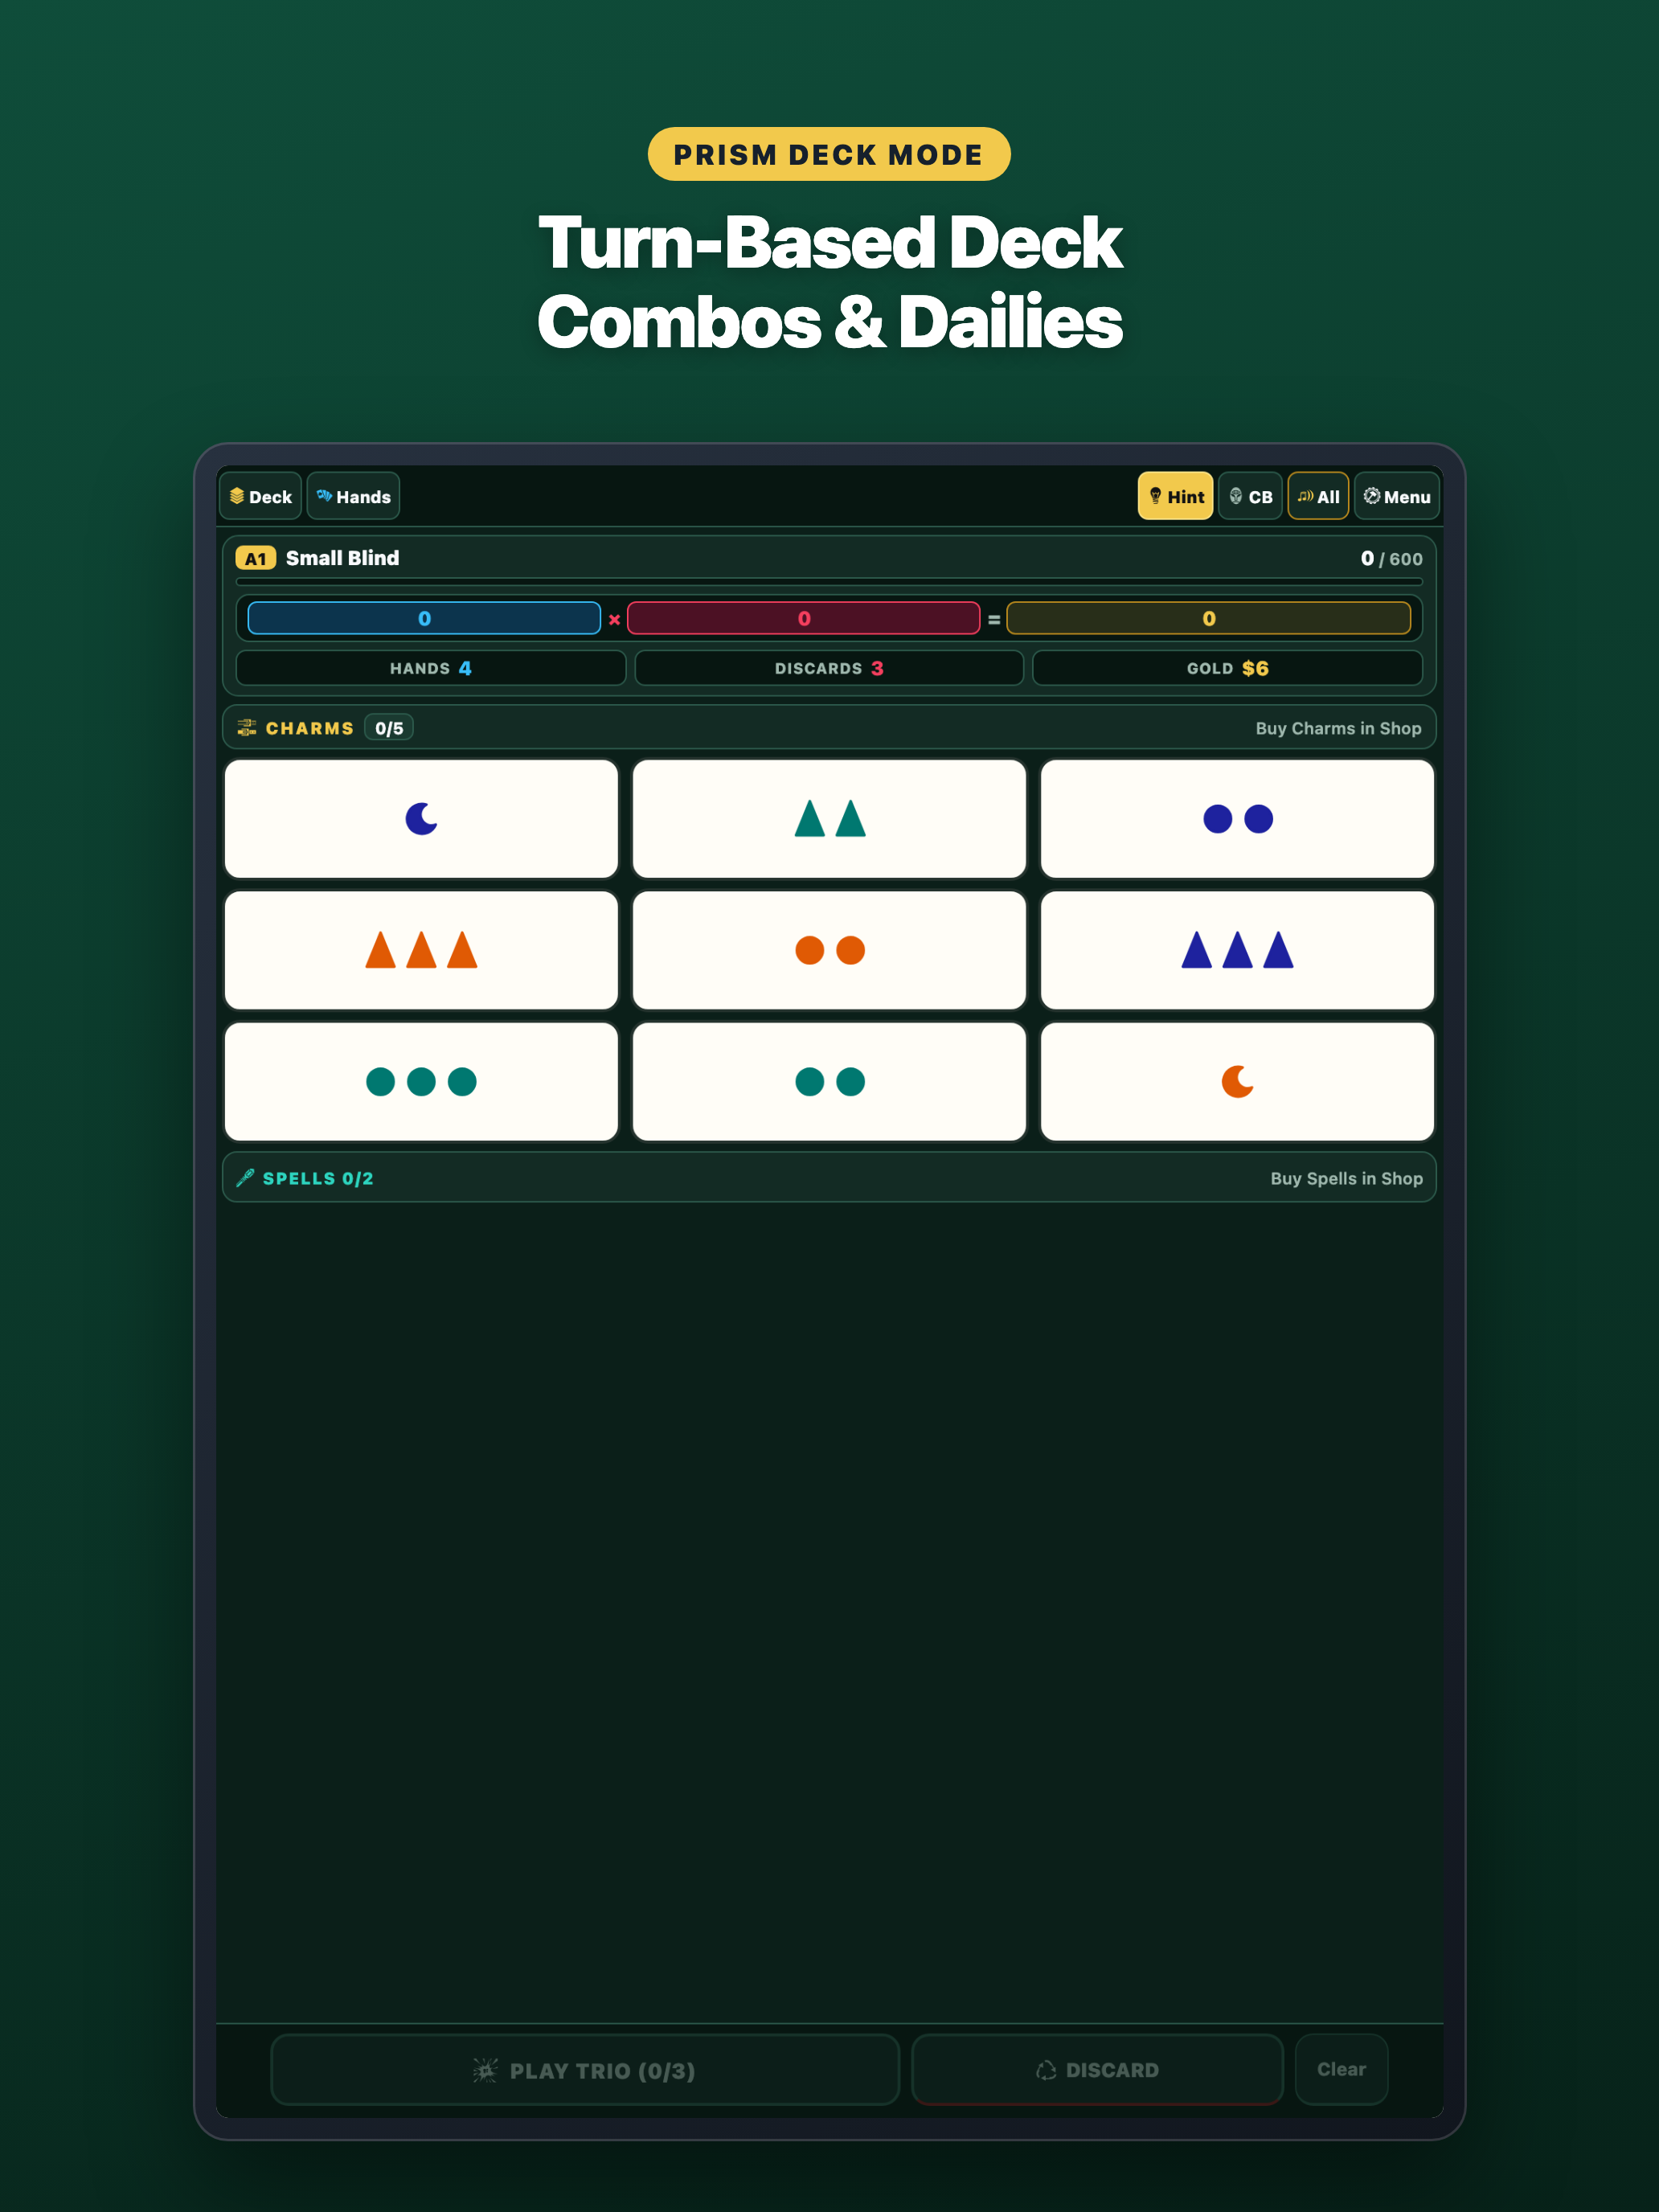 PRISM DECK MODE
Turn-Based Deck
Combos & Dailies
Deck Hands Hint CB All Menu
A1 Small Blind 0 / 600
0 × 0 = 0
HANDS 4 DISCARDS 3 GOLD $6
CHARMS 0/5 Buy Charms in Shop
SPELLS 0/2 Buy Spells in Shop
PLAY TRIO (0/3) DISCARD Clear